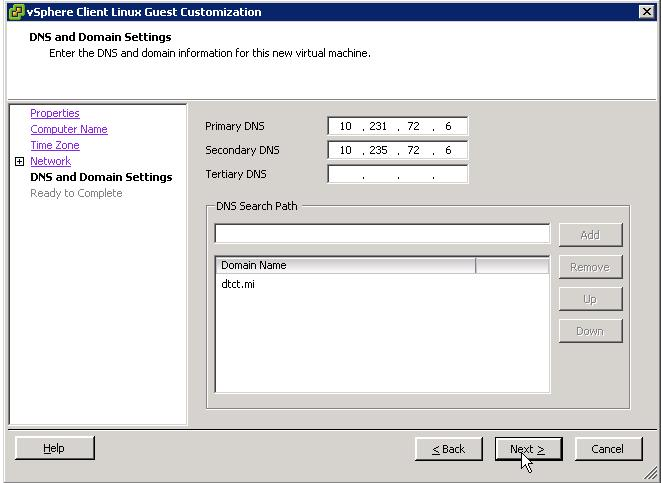 vSphere Client Linux Guest Customization
DNS and Domain Settings
Enter the DNS and domain information for this new virtual machine.
Properties
Computer Name
Time Zone
Network
DNS and Domain Settings
Ready to Complete
Primary DNS 10 . 231 . 72 . 6
Secondary DNS 10 . 235 . 72 . 6
Tertiary DNS . . .
DNS Search Path
Add
Domain Name
dtct.mi
Remove
Up
Down
Help
< Back
Next >
Cancel